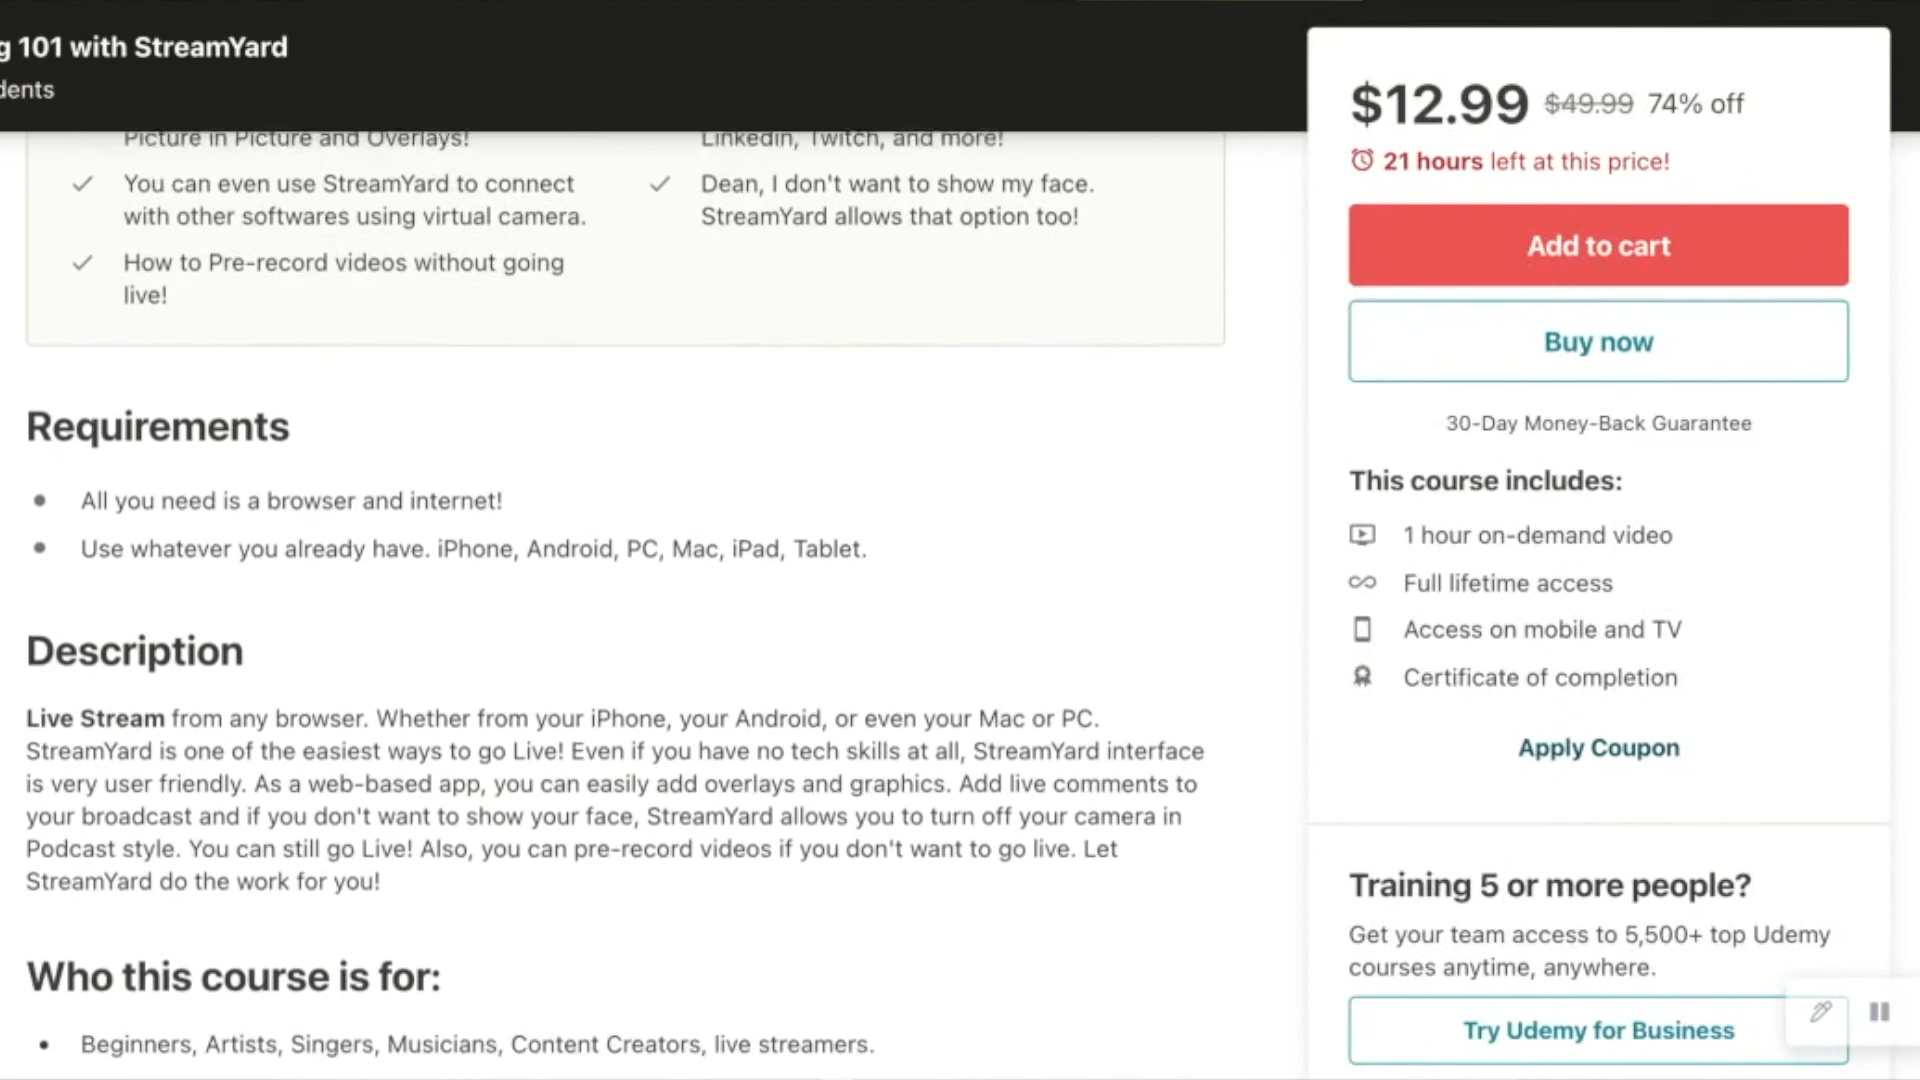 g 101 with StreamYard
dents
Picture in Picture and Overlays!
You can even use StreamYard to connect
with other softwares using virtual camera.
How to Pre-record videos without going
live!
Linkedin, Twitch, and more!
Dean, I don't want to show my face.
StreamYard allows that option too!
Requirements
All you need is a browser and internet!
Use whatever you already have. iPhone, Android, PC, Mac, iPad, Tablet.
Description
Live Stream from any browser. Whether from your iPhone, your Android, or even your Mac or PC.
StreamYard is one of the easiest ways to go Live! Even if you have no tech skills at all, StreamYard interface
is very user friendly. As a web-based app, you can easily add overlays and graphics. Add live comments to
your broadcast and if you don't want to show your face, StreamYard allows you to turn off your camera in
Podcast style. You can still go Live! Also, you can pre-record videos if you don't want to go live. Let
StreamYard do the work for you!
Who this course is for:
Beginners, Artists, Singers, Musicians, Content Creators, live streamers.
$12.99 $49.99 74% off
21 hours left at this price!
Add to cart
Buy now
30-Day Money-Back Guarantee
This course includes:
1 hour on-demand video
Full lifetime access
Access on mobile and TV
Certificate of completion
Apply Coupon
Training 5 or more people?
Get your team access to 5,500+ top Udemy
courses anytime, anywhere.
Try Udemy for Business